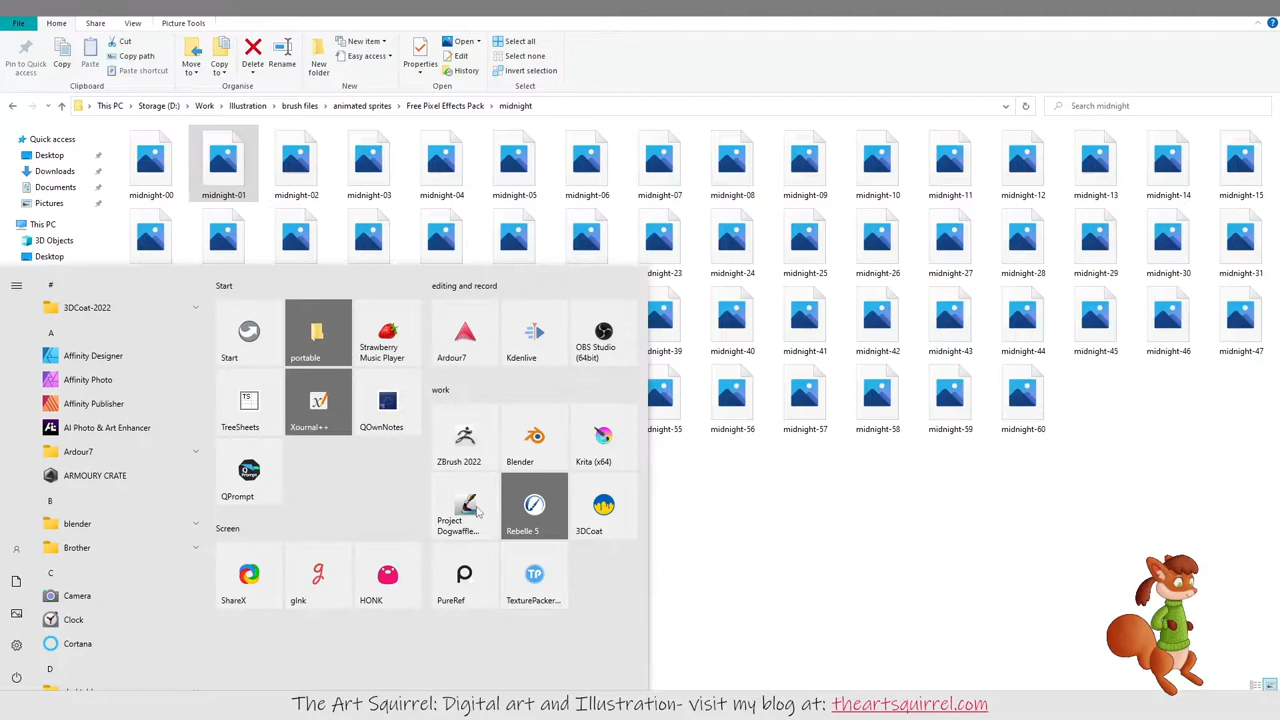 File Home Share View Picture Tools
Pin to Quick access
Copy
Paste
Cut
Copy path
Paste shortcut
Clipboard
Move to
Copy to
Delete
Rename
Organise
New folder
New item
Easy access
New
Properties
Open
Edit
History
Open
Select all
Select none
Invert selection
Select
This PC Storage (D:) Work Illustration brush files animated sprites Free Pixel Effects Pack midnight
Search midnight
Quick access
Desktop
Downloads
Documents
Pictures
This PC
3D Objects
Desktop
midnight-00 midnight-01 midnight-02 midnight-03 midnight-04 midnight-05 midnight-06 midnight-07 midnight-08 midnight-09 midnight-10 midnight-11 midnight-12 midnight-13 midnight-14 midnight-15
midnight-24 midnight-25 midnight-26 midnight-27 midnight-28 midnight-29 midnight-30 midnight-31
midnight-40 midnight-41 midnight-42 midnight-43 midnight-44 midnight-45 midnight-46 midnight-47
midnight-56 midnight-57 midnight-58 midnight-59 midnight-60
#
3DCoat-2022
A
Affinity Designer
Affinity Photo
Affinity Publisher
AI Photo & Art Enhancer
Ardour7
ARMOURY CRATE
B
blender
Brother
C
Camera
Clock
Cortana
D
Start
Start
portable
Strawberry Music Player
TreeSheets
Xournal++
QOwnNotes
QPrompt
Screen
ShareX
gInk
HONK
editing and record
Ardour7
Kdenlive
OBS Studio (64bit)
work
ZBrush 2022
Blender
Krita (x64)
Project Dogwaffle...
Rebelle 5
3DCoat
PureRef
TexturePacker...
The Art Squirrel: Digital art and Illustration- visit my blog at: theartsquirrel.com